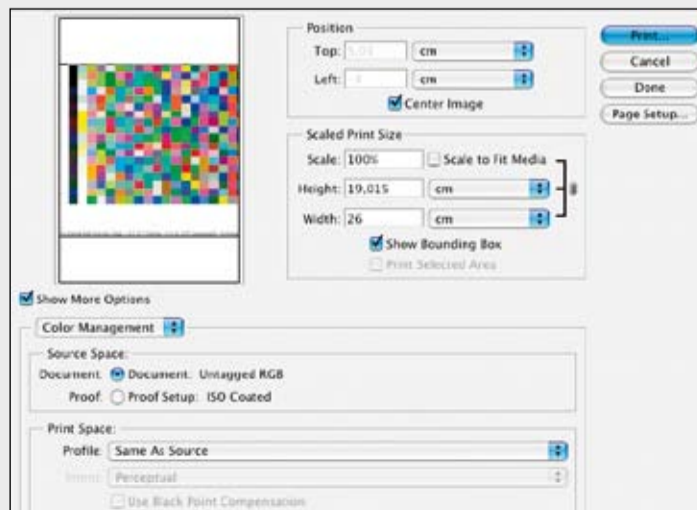 Position
Top: cm
Left: cm
Center Image
Print...
Cancel
Done
Page Setup...
Scaled Print Size
Scale: 100% Scale to Fit Media
Height: 19,015 cm
Width: 26 cm
Show Bounding Box
Print Selected Area
Show More Options
Color Management
Source Space:
Document: Document: Untagged RGB
Proof: Proof Setup: ISO Coated
Print Space:
Profile: Same As Source
Intent: Perceptual
Use Black Point Compensation